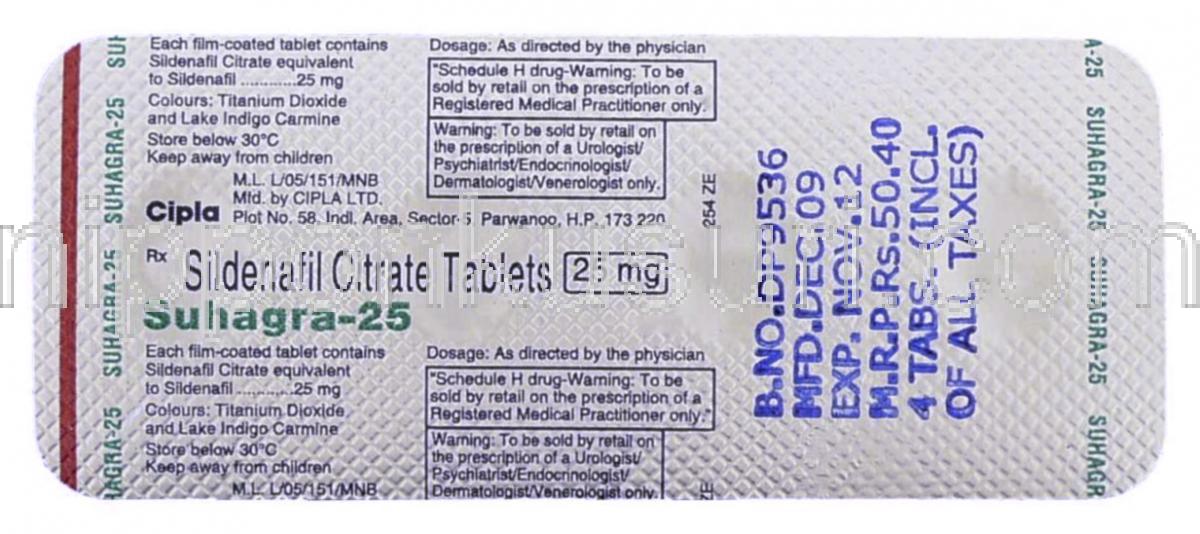 Each film-coated tablet contains
Sildenafil Citrate equivalent
to Sildenafil ............25 mg
Colours: Titanium Dioxide
and Lake Indigo Carmine
Store below 30°C
Keep away from children
M.L. L/05/151/MNB
Mfd. by CIPLA LTD.
Cipla Plot No. 58, Indl. Area, Sector Parwanoo, H.P. 173 220
Dosage: As directed by the physician
"Schedule H drug-Warning: To be
sold by retail on the prescription of a
Registered Medical Practitioner only.
Warning: To be sold by retail on
the prescription of a Urologist/
Psychiatrist/Endocrinologist/
Dermatologist/Venerologist only.
254 ZE
Rx Sildenafil Citrate Tablets 25 mg
Suhagra-25
Each film-coated tablet contains
Sildenafil Citrate equivalent
to Sildenafil ............25 mg
Colours: Titanium Dioxide
and Lake Indigo Carmine
Store below 30°C
Keep away from children
M.L. L/05/151/MNB
Dosage: As directed by the physician
"Schedule H drug-Warning: To be
sold by retail on the prescription of a
Registered Medical Practitioner only."
Warning: To be sold by retail on
the prescription of a Urologist/
Psychiatrist/Endocrinologist/
Dermatologist/Venerologist only.
ZE
B.NO.DP9536
MFD.DEC.09
EXP. NOV.12
M.R.P.Rs.50.40
4 TABS. (INCL.
OF ALL TAXES)
HAGRA-25 SUHAGRA-25 SUHAGRA-25 SUHAGRA-25 SUH
A-25 SUHAGRA-25 SUHAGRA-25 SUHAGR